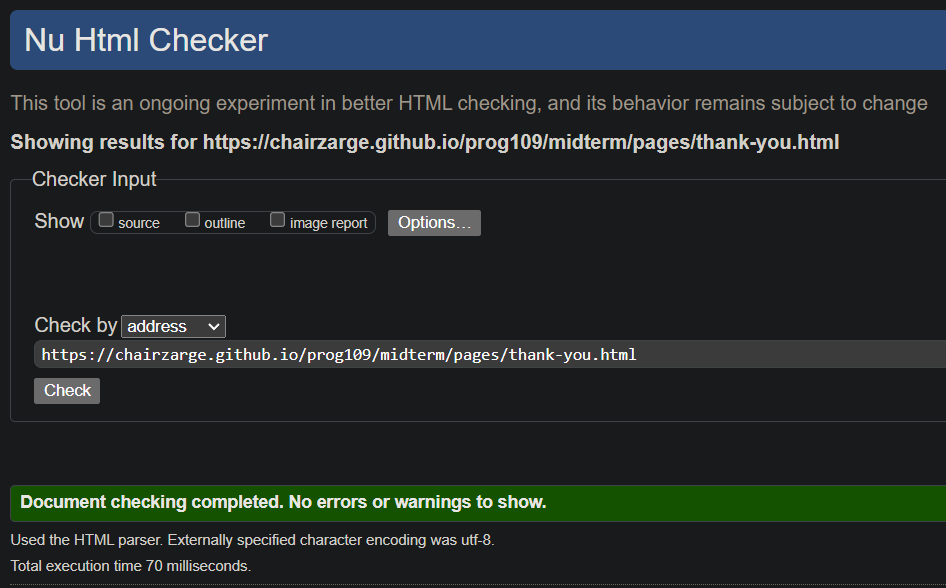 Nu Html Checker
This tool is an ongoing experiment in better HTML checking, and its behavior remains subject to change
Showing results for https://chairzarge.github.io/prog109/midterm/pages/thank-you.html
Checker Input
Show source outline image report Options...
Check by address
https://chairzarge.github.io/prog109/midterm/pages/thank-you.html
Check
Document checking completed. No errors or warnings to show.
Used the HTML parser. Externally specified character encoding was utf-8.
Total execution time 70 milliseconds.